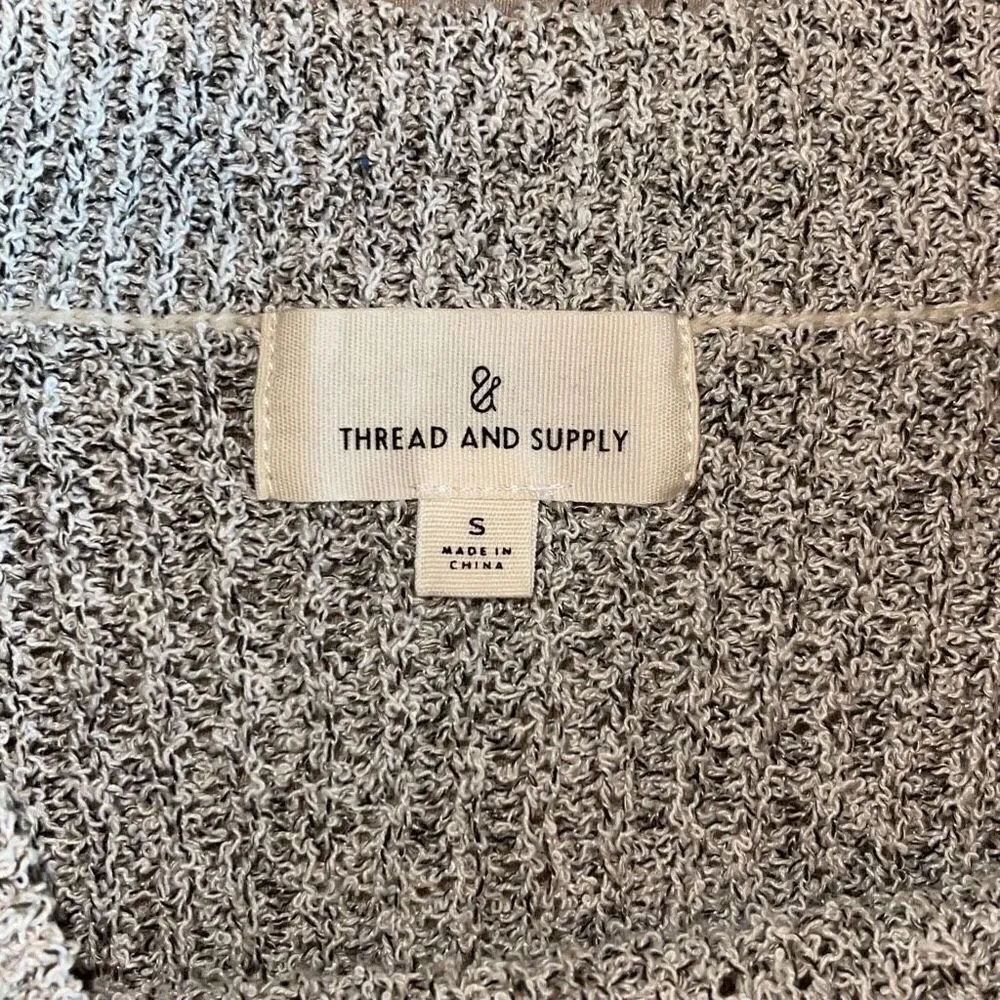 &
THREAD AND SUPPLY
S
MADE IN
CHINA